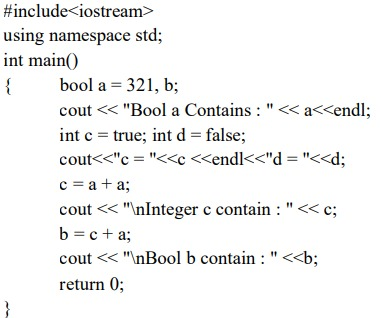 #include<iostream>
using namespace std;
int main()
{ bool a = 321, b;
cout << "Bool a Contains : " << a<<endl;
int c = true; int d = false;
cout<<"c = "<<c <<endl<<"d = "<<d;
c = a + a;
cout << "\nInteger c contain : " << c;
b = c + a;
cout << "\nBool b contain : " <<b;
return 0;
}